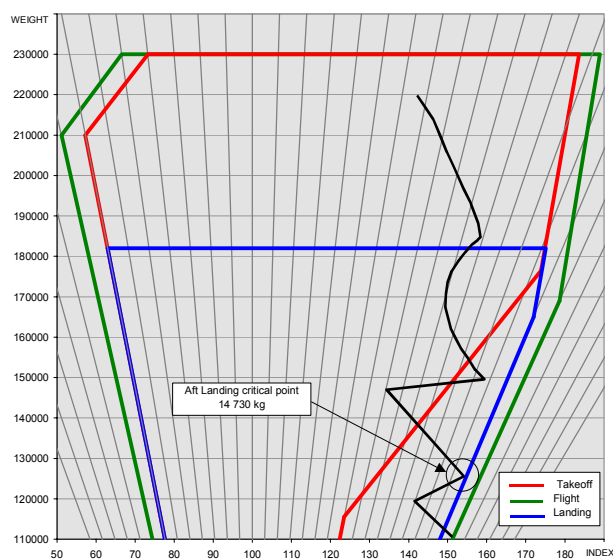 WEIGHT
230000
220000
210000
200000
190000
180000
170000
160000
150000
140000
130000
120000
110000
Aft Landing critical point
14 730 kg
Takeoff
Flight
Landing
50 60 70 80 90 100 110 120 130 140 150 160 170 180 INDEX